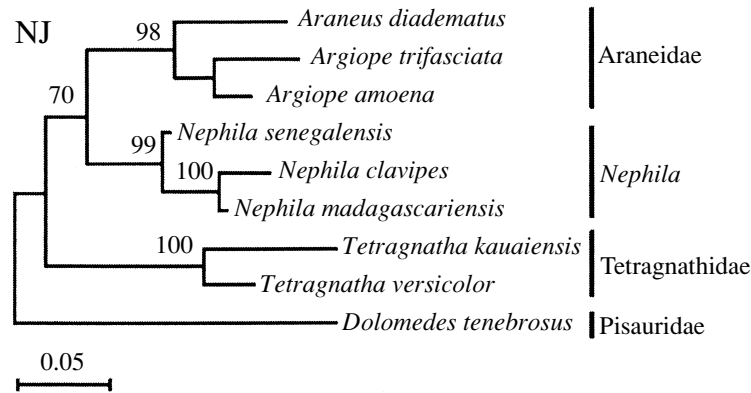 NJ
98
Araneus diadematus
Argiope trifasciata
Argiope amoena
Araneidae
70
99
Nephila senegalensis
100
Nephila clavipes
Nephila madagascariensis
Nephila
100
Tetragnatha kauaiensis
Tetragnatha versicolor
Tetragnathidae
Dolomedes tenebrosus
Pisauridae
0.05